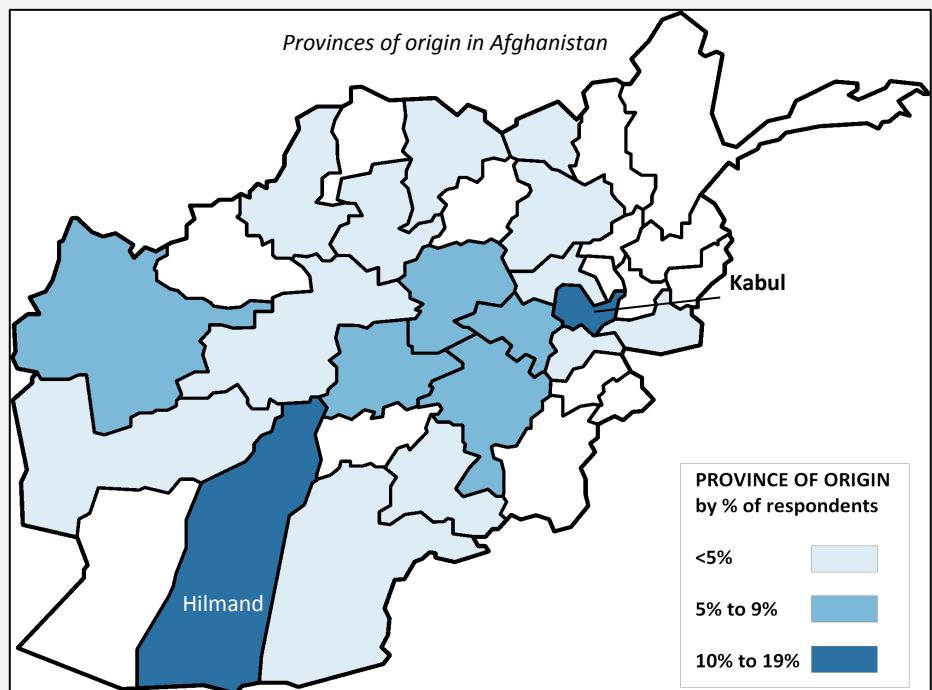 Provinces of origin in Afghanistan
Kabul
Hilmand
PROVINCE OF ORIGIN
by % of respondents
<5%
5% to 9%
10% to 19%